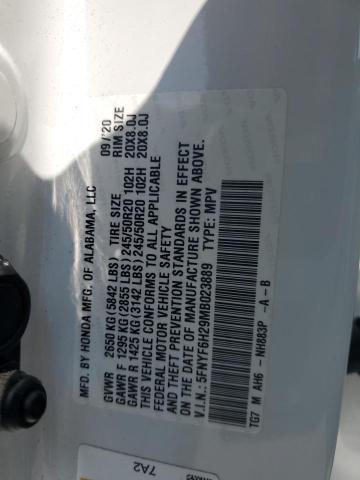 MFD. BY HONDA MFG. OF ALABAMA, LLC 09/'20
GVWR 2650 KG (5842 LBS) TIRE SIZE RIM SIZE
GAWR F 1295 KG (2855 LBS) 245/50R20 102H 20X8.0J
GAWR R 1425 KG (3142 LBS) 245/50R20 102H 20X8.0J
THIS VEHICLE CONFORMS TO ALL APPLICABLE
FEDERAL MOTOR VEHICLE SAFETY
AND THEFT PREVENTION STANDARDS IN EFFECT
ON THE DATE OF MANUFACTURE SHOWN ABOVE.
V.I.N.: 5FNYF6H29MB023889 TYPE: MPV
TG7 M AH6 - NH883P -A-B
7A2